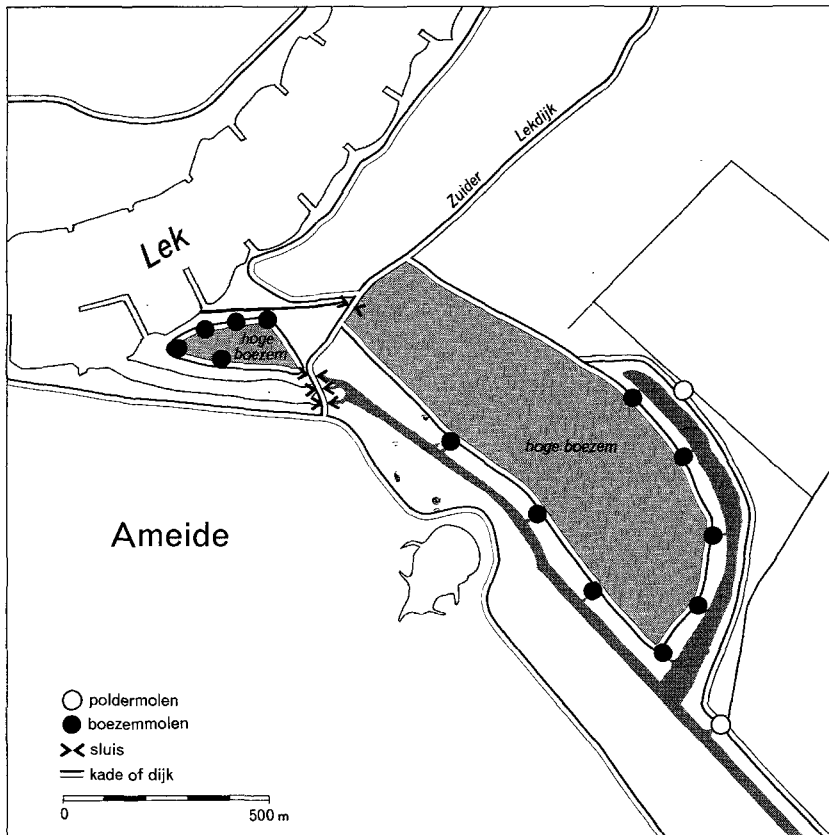 Lekdijk
Zuider
Lek
hoge
boezem
hoge boezem
Ameide
poldermolen
boezemmolen
sluis
kade of dijk
0 500 m